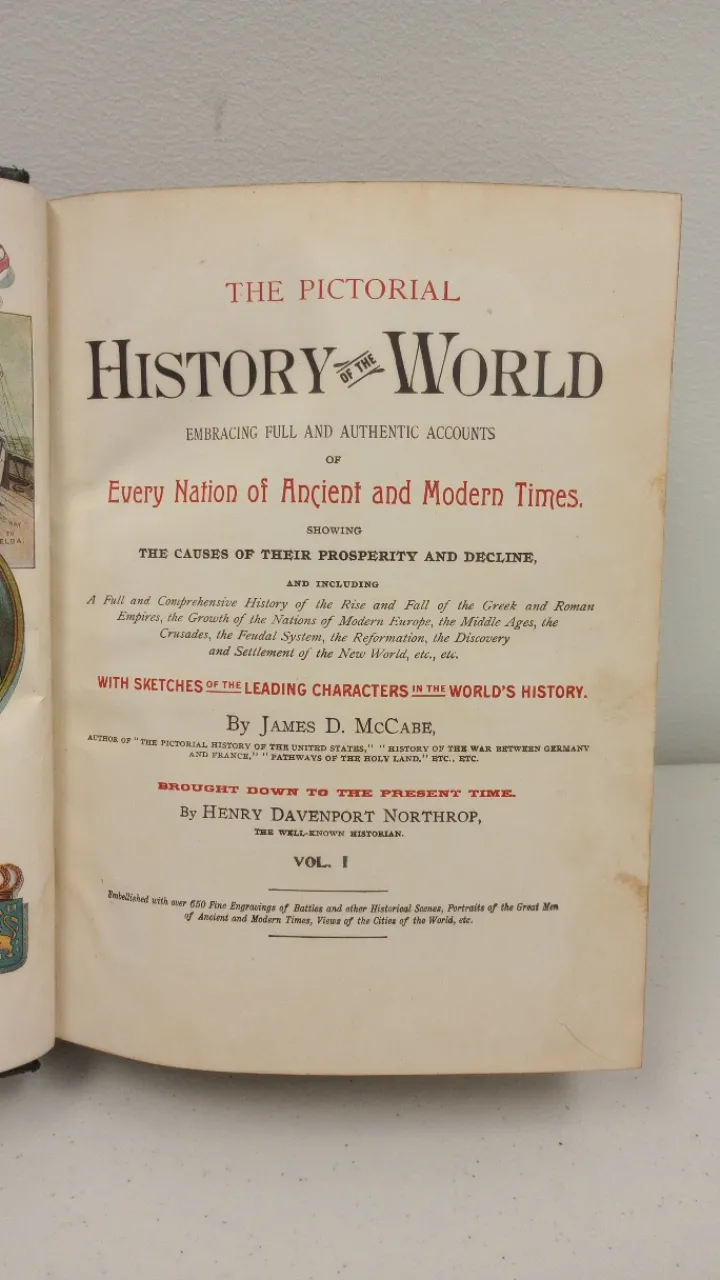 THE PICTORIAL
HISTORY OF THE WORLD
EMBRACING FULL AND AUTHENTIC ACCOUNTS
OF
Every Nation of Ancient and Modern Times.
SHOWING
THE CAUSES OF THEIR PROSPERITY AND DECLINE,
AND INCLUDING
A Full and Comprehensive History of the Rise and Fall of the Greek and Roman
Empires, the Growth of the Nations of Modern Europe, the Middle Ages, the
Crusades, the Feudal System, the Reformation, the Discovery
and Settlement of the New World, etc., etc.
WITH SKETCHES OF THE LEADING CHARACTERS IN THE WORLD'S HISTORY.
By JAMES D. MCCABE,
AUTHOR OF "THE PICTORIAL HISTORY OF THE UNITED STATES," "HISTORY OF THE WAR BETWEEN GERMANY
AND FRANCE," "PATHWAYS OF THE HOLY LAND," ETC., ETC.
BROUGHT DOWN TO THE PRESENT TIME.
By HENRY DAVENPORT NORTHROP,
THE WELL-KNOWN HISTORIAN.
VOL. I
Embellished with over 650 Fine Engravings of Battles and other Historical Scenes, Portraits of the Great Men
of Ancient and Modern Times, Views of the Cities of the World, etc.